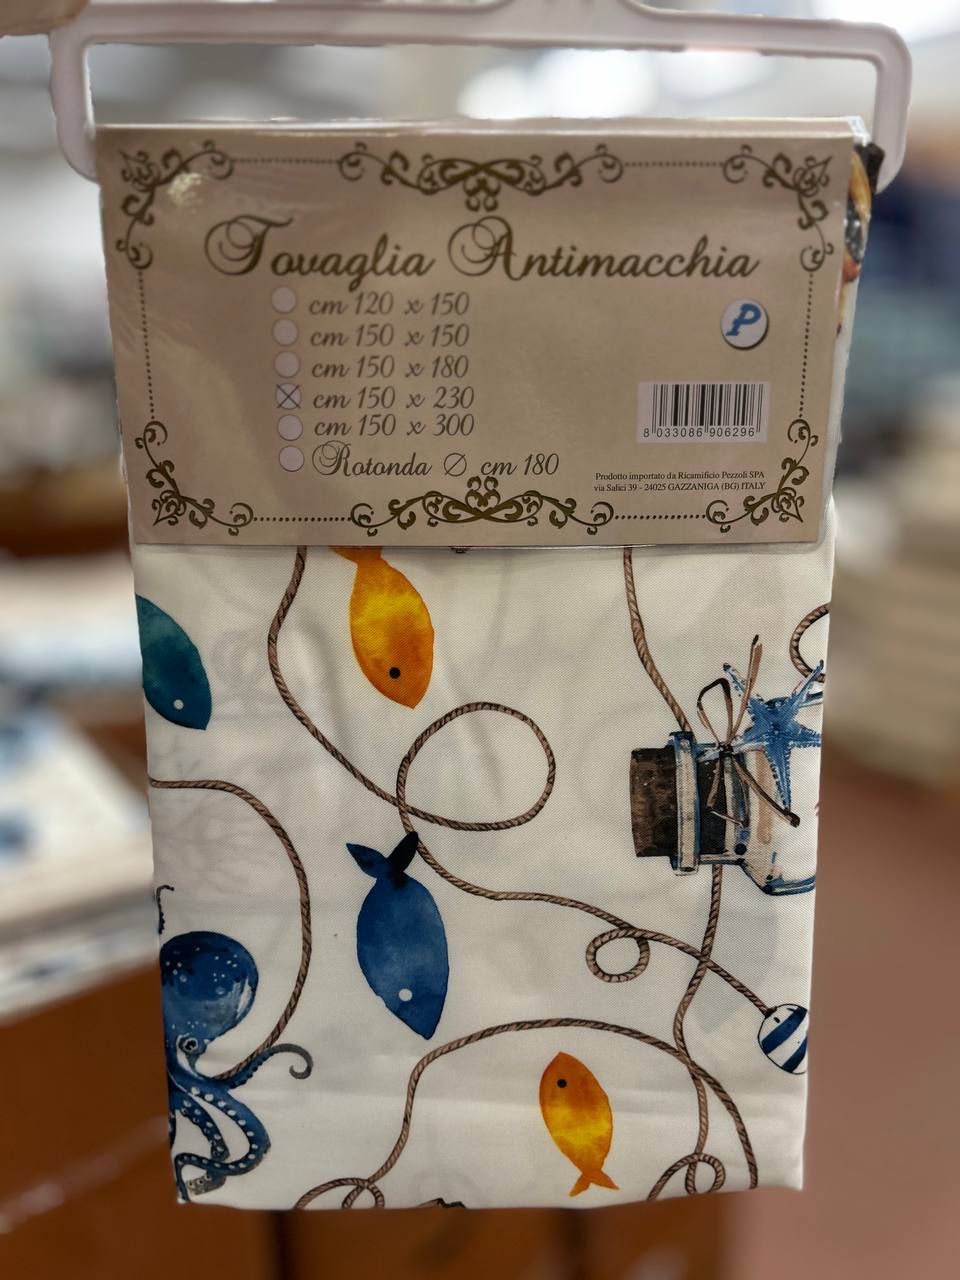 Tovaglia Antimacchia
cm 120 x 150
cm 150 x 150
cm 150 x 180
cm 150 x 230
cm 150 x 300
Rotonda Ø cm 180
P
8 033086 906296
Prodotto importato da Ricamificio Pezzoli SPA
via Salici 39 - 24025 GAZZANIGA (BG) ITALY